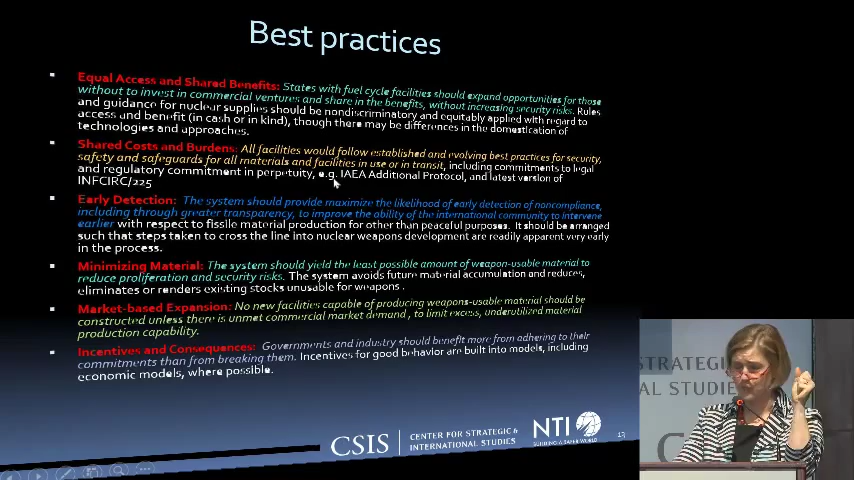 Best practices
Equal Access and Shared Benefits: States with fuel cycle facilities should expand opportunities for those
without to invest in commercial ventures and share in the benefits, without increasing security risks. Rules
and guidance for nuclear supplies should be nondiscriminatory and equitably applied with regard to
access and benefit (in cash or in kind), though there may be differences in the domestication of
technologies and approaches.
Shared Costs and Burdens: All facilities would follow established and evolving best practices for security,
safety and safeguards for all materials and facilities in use or in transit, including commitments to legal
and regulatory commitment in perpetuity, e.g. IAEA Additional Protocol, and latest version of
INFCIRC/225
Early Detection: The system should provide maximize the likelihood of early detection of noncompliance,
including through greater transparency, to improve the ability of the international community to intervene
earlier with respect to fissile material production for other than peaceful purposes. It should be arranged
such that steps taken to cross the line into nuclear weapons development are readily apparent very early
in the process.
Minimizing Material: The system should yield the least possible amount of weapon-usable material to
reduce proliferation and security risks. The system avoids future material accumulation and reduces,
eliminates or renders existing stocks unusable for weapons .
Market-based Expansion: No new facilities capable of producing weapons-usable material should be
constructed unless there is unmet commercial market demand , to limit excess, underutilized material
production capability.
Incentives and Consequences: Governments and industry should benefit more from adhering to their
commitments than from breaking them. Incentives for good behavior are built into models, including
economic models, where possible.
CSIS
CENTER FOR STRATEGIC &
INTERNATIONAL STUDIES
NTI
BUILDING A SAFER WORLD
13
STRATEGI
NAL STUDIES
C